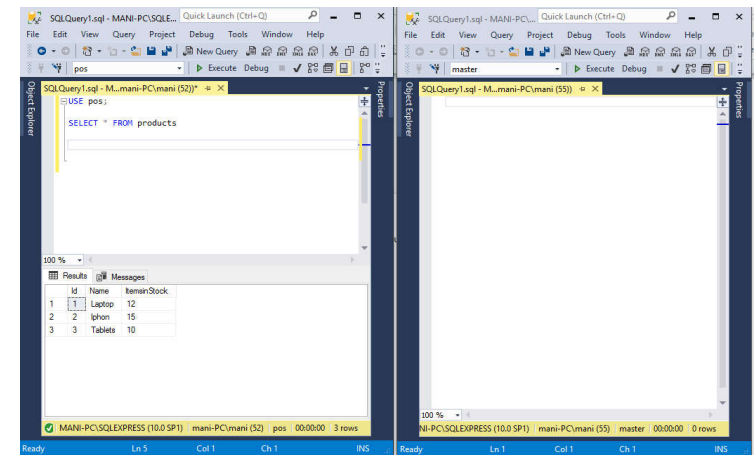 SQLQuery1.sql - MANI-PC\SQLE... Quick Launch (Ctrl+Q)
File Edit View Query Project Debug Tools Window Help
New Query
pos Execute Debug
Object Explorer
SQLQuery1.sql - M...mani-PC\mani (52))*
Properties
USE pos;
SELECT * FROM products
100 %
Results Messages
Id Name ItemsinStock
1 1 Laptop 12
2 2 Iphon 15
3 3 Tablets 10
MANI-PC\SQLEXPRESS (10.0 SP1) mani-PC\mani (52) pos 00:00:00 3 rows
Ready Ln 5 Col 1 Ch 1 INS
SQLQuery1.sql - MANI-PC\... Quick Launch (Ctrl+Q)
File Edit View Query Project Debug Tools Window Help
New Query
master Execute Debug
Object Explorer
SQLQuery1.sql - M...mani-PC\mani (55))
Properties
100 %
NI-PC\SQLEXPRESS (10.0 SP1) mani-PC\mani (55) master 00:00:00 0 rows
Ready Ln 1 Col 1 Ch 1 INS